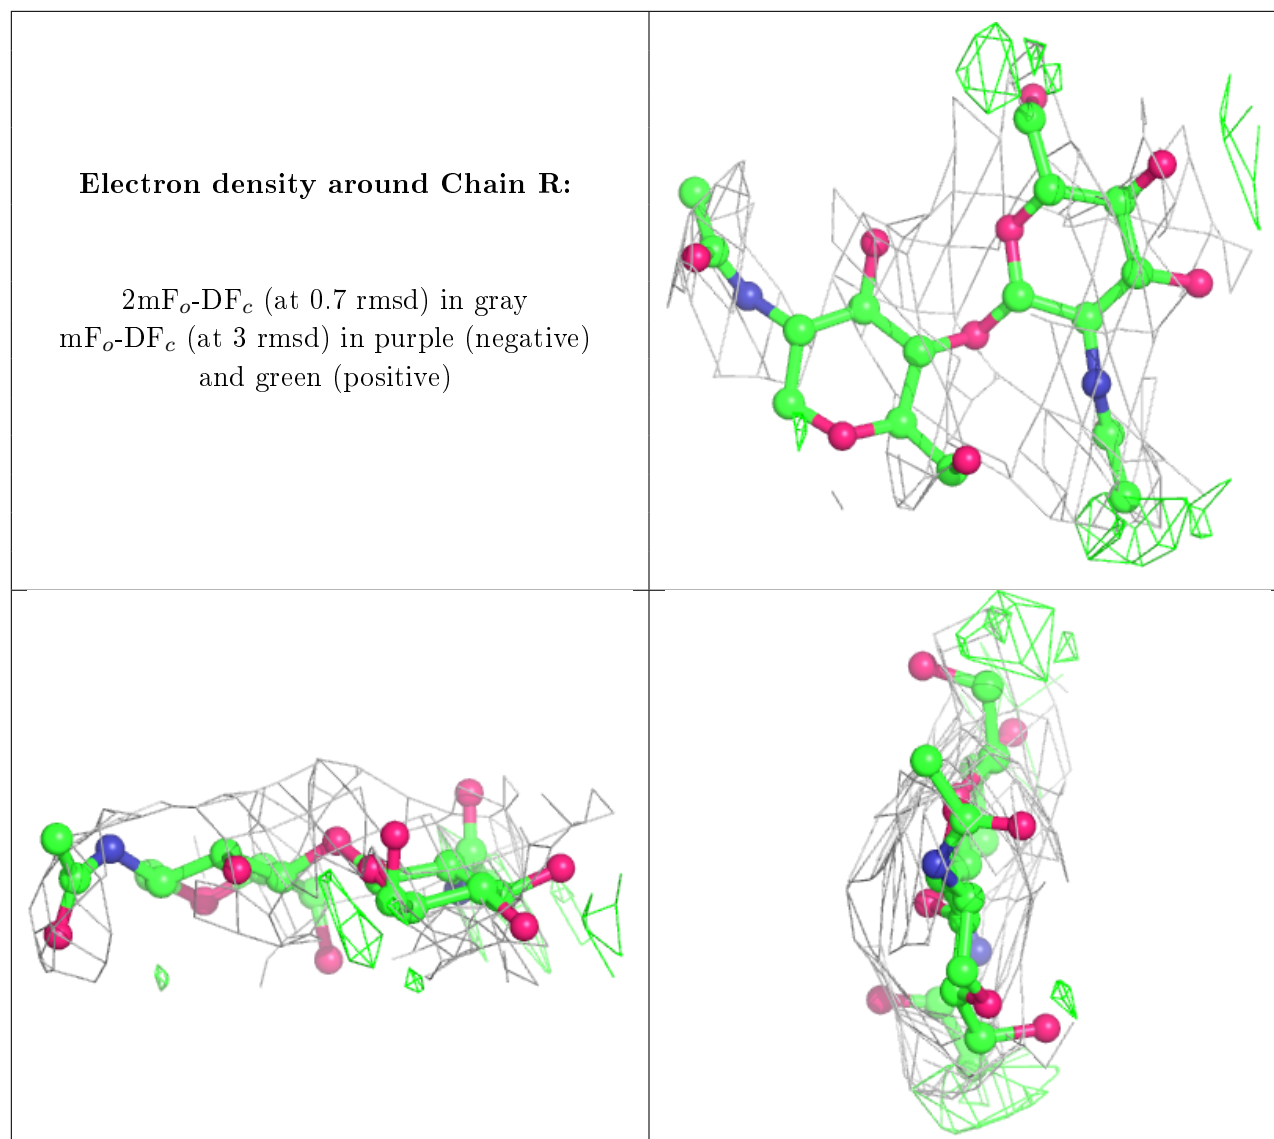 Electron density around Chain R:
2mFₒ-DF𝒸 (at 0.7 rmsd) in gray
mFₒ-DF𝒸 (at 3 rmsd) in purple (negative)
and green (positive)